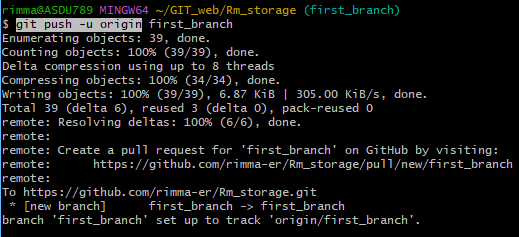 rimma@ASDU789 MINGW64 ~/GIT_web/Rm_storage (first_branch)
$ git push -u origin first_branch
Enumerating objects: 39, done.
Counting objects: 100% (39/39), done.
Delta compression using up to 8 threads
Compressing objects: 100% (34/34), done.
Writing objects: 100% (39/39), 6.87 KiB | 305.00 KiB/s, done.
Total 39 (delta 6), reused 3 (delta 0), pack-reused 0
remote: Resolving deltas: 100% (6/6), done.
remote:
remote: Create a pull request for 'first_branch' on GitHub by visiting:
remote:      https://github.com/rimma-er/Rm_storage/pull/new/first_branch
remote:
To https://github.com/rimma-er/Rm_storage.git
 * [new branch]      first_branch -> first_branch
branch 'first_branch' set up to track 'origin/first_branch'.